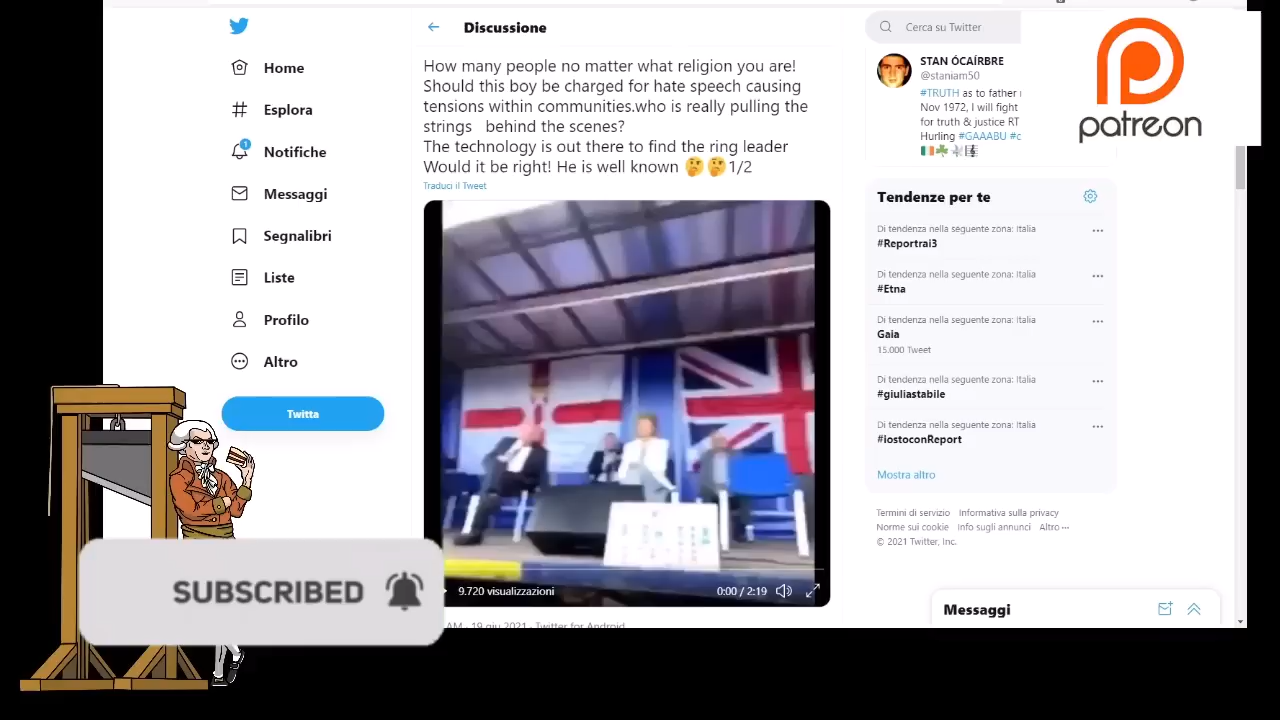 Home
Esplora
1
Notifiche
Messaggi
Segnalibri
Liste
Profilo
Altro
Twitta
Discussione
How many people no matter what religion you are!
Should this boy be charged for hate speech causing
tensions within communities.who is really pulling the
strings behind the scenes?
The technology is out there to find the ring leader
Would it be right! He is well known 🤔🤔1/2
Traduci il Tweet
9.720 visualizzazioni
0:00 / 2:19
AM · 19 giu 2021 · Twitter for Android
SUBSCRIBED
Cerca su Twitter
STAN ÓCAÍRBRE
@staniam50
#TRUTH as to father
Nov 1972, I will fight
for truth & justice RT
Hurling #GAAABU #c
patreon
Tendenze per te
Di tendenza nella seguente zona: Italia
#Reportrai3
Di tendenza nella seguente zona: Italia
#Etna
Di tendenza nella seguente zona: Italia
Gaia
15.000 Tweet
Di tendenza nella seguente zona: Italia
#giuliastabile
Di tendenza nella seguente zona: Italia
#iostoconReport
Mostra altro
Termini di servizio Informativa sulla privacy
Norme sui cookie Info sugli annunci Altro ···
© 2021 Twitter, Inc.
Messaggi